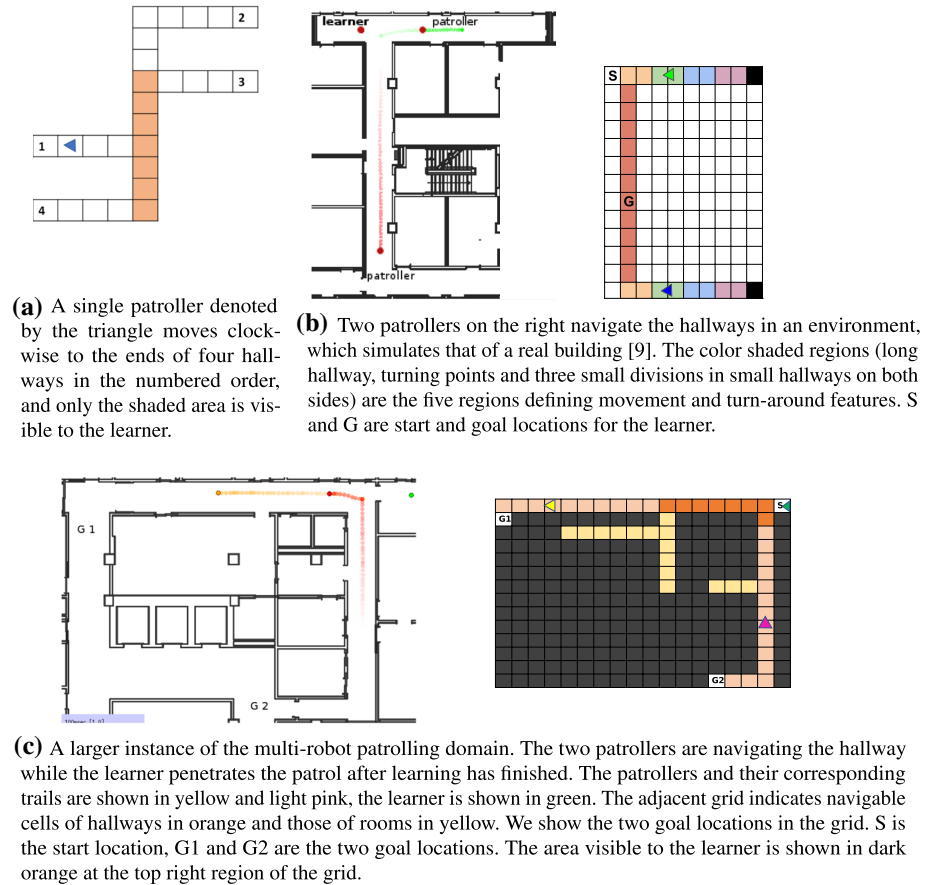 2
3
1
4
learner
patroller
patroller
S
G
(a) A single patroller denoted
by the triangle moves clock-
wise to the ends of four hall-
ways in the numbered order,
and only the shaded area is vis-
ible to the learner.
(b) Two patrollers on the right navigate the hallways in an environment,
which simulates that of a real building [9]. The color shaded regions (long
hallway, turning points and three small divisions in small hallways on both
sides) are the five regions defining movement and turn-around features. S
and G are start and goal locations for the learner.
G 1
G 2
G1
S
G2
(c) A larger instance of the multi-robot patrolling domain. The two patrollers are navigating the hallway
while the learner penetrates the patrol after learning has finished. The patrollers and their corresponding
trails are shown in yellow and light pink, the learner is shown in green. The adjacent grid indicates navigable
cells of hallways in orange and those of rooms in yellow. We show the two goal locations in the grid. S is
the start location, G1 and G2 are the two goal locations. The area visible to the learner is shown in dark
orange at the top right region of the grid.